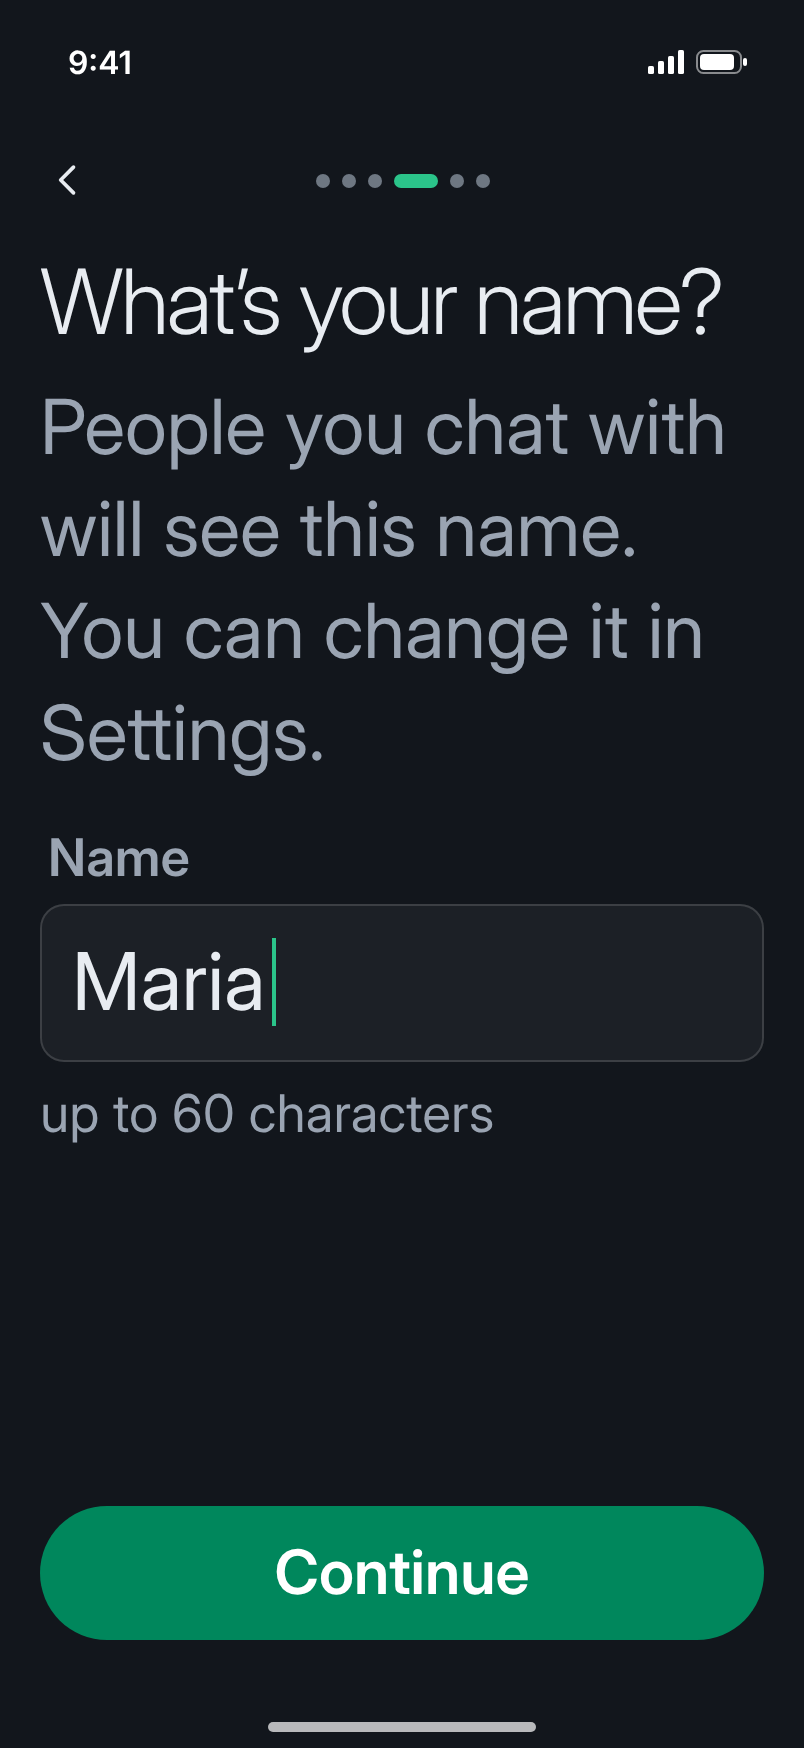 9:41
What’s your name?
People you chat with
will see this name.
You can change it in
Settings.
Name
Maria
up to 60 characters
Continue